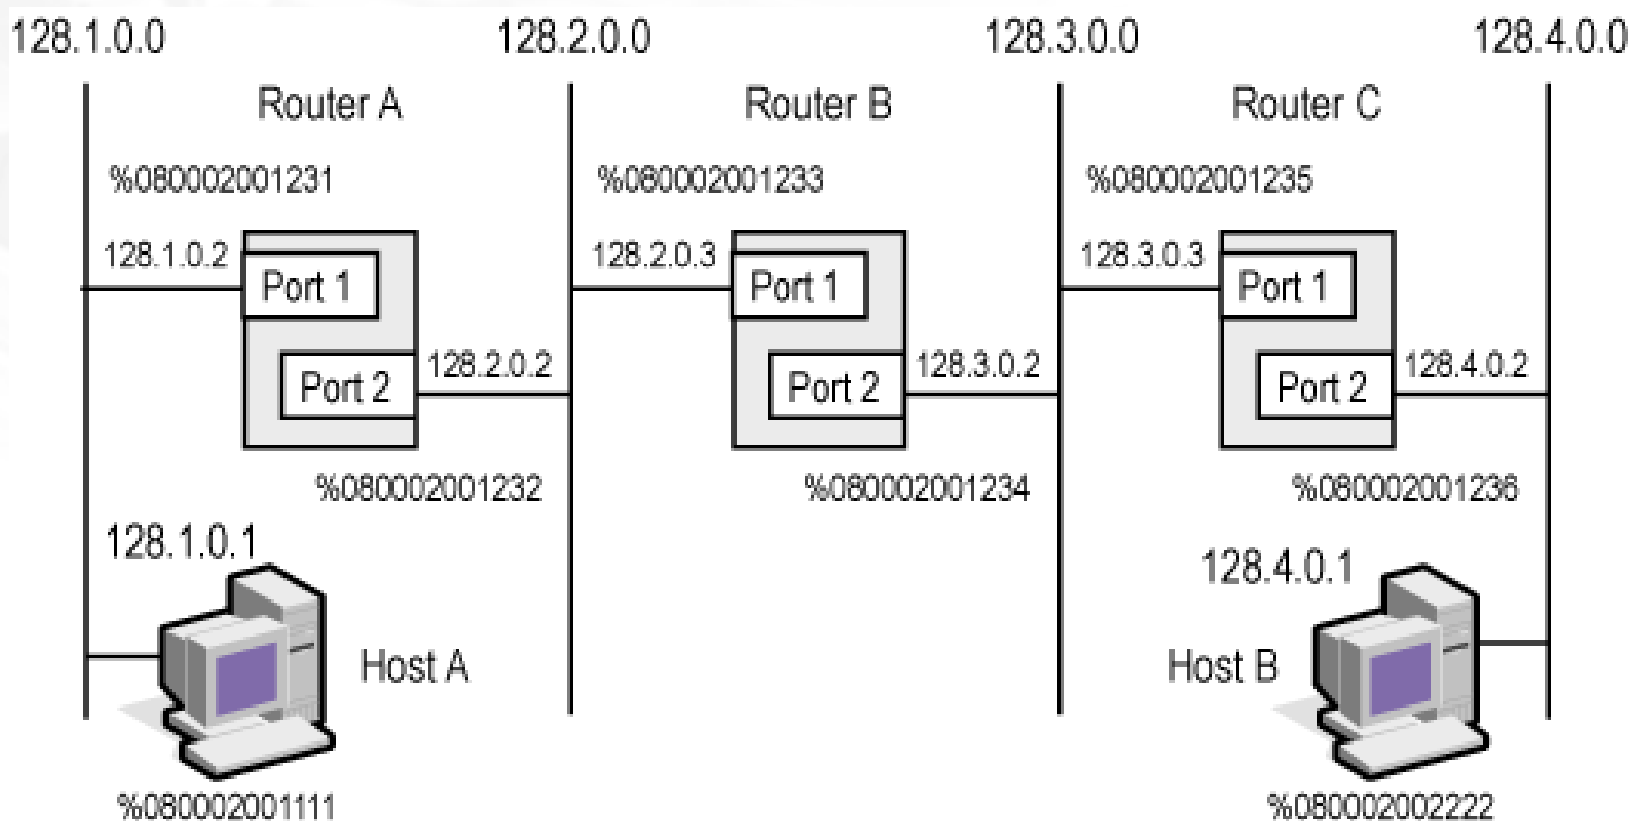 128.1.0.0 128.2.0.0 128.3.0.0 128.4.0.0
Router A Router B Router C
%080002001231 %080002001233 %080002001235
128.1.0.2 128.2.0.3 128.3.0.3
Port 1 Port 1 Port 1
128.2.0.2 128.3.0.2 128.4.0.2
Port 2 Port 2 Port 2
%080002001232 %080002001234 %080002001236
128.1.0.1 128.4.0.1
Host A Host B
%080002001111 %080002002222